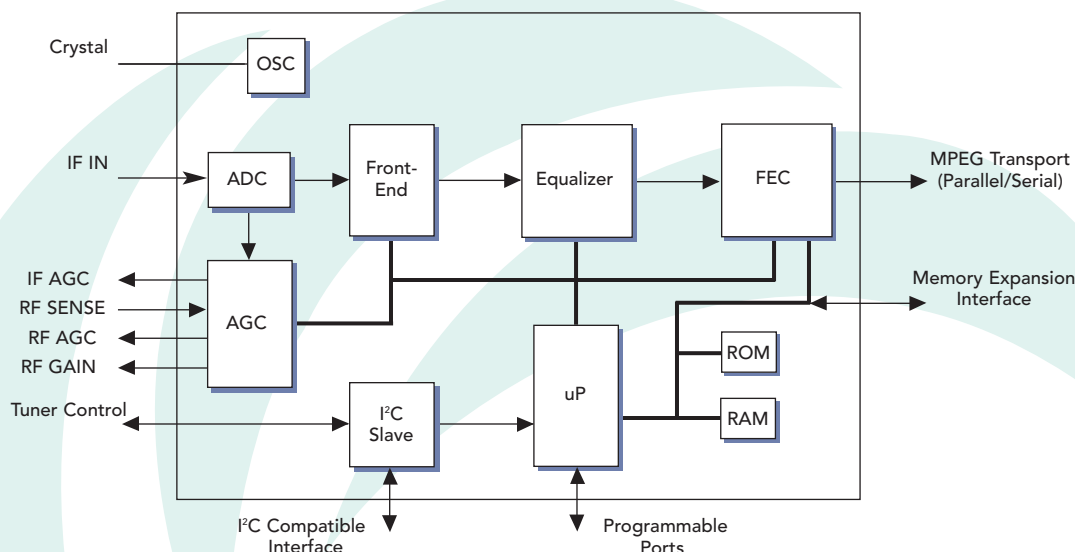 Crystal
OSC
IF IN
ADC
Front-
End
Equalizer
FEC
MPEG Transport
(Parallel/Serial)
IF AGC
RF SENSE
RF AGC
RF GAIN
AGC
Memory Expansion
Interface
ROM
RAM
uP
Tuner Control
I²C
Slave
I²C Compatible
Interface
Programmable
Ports